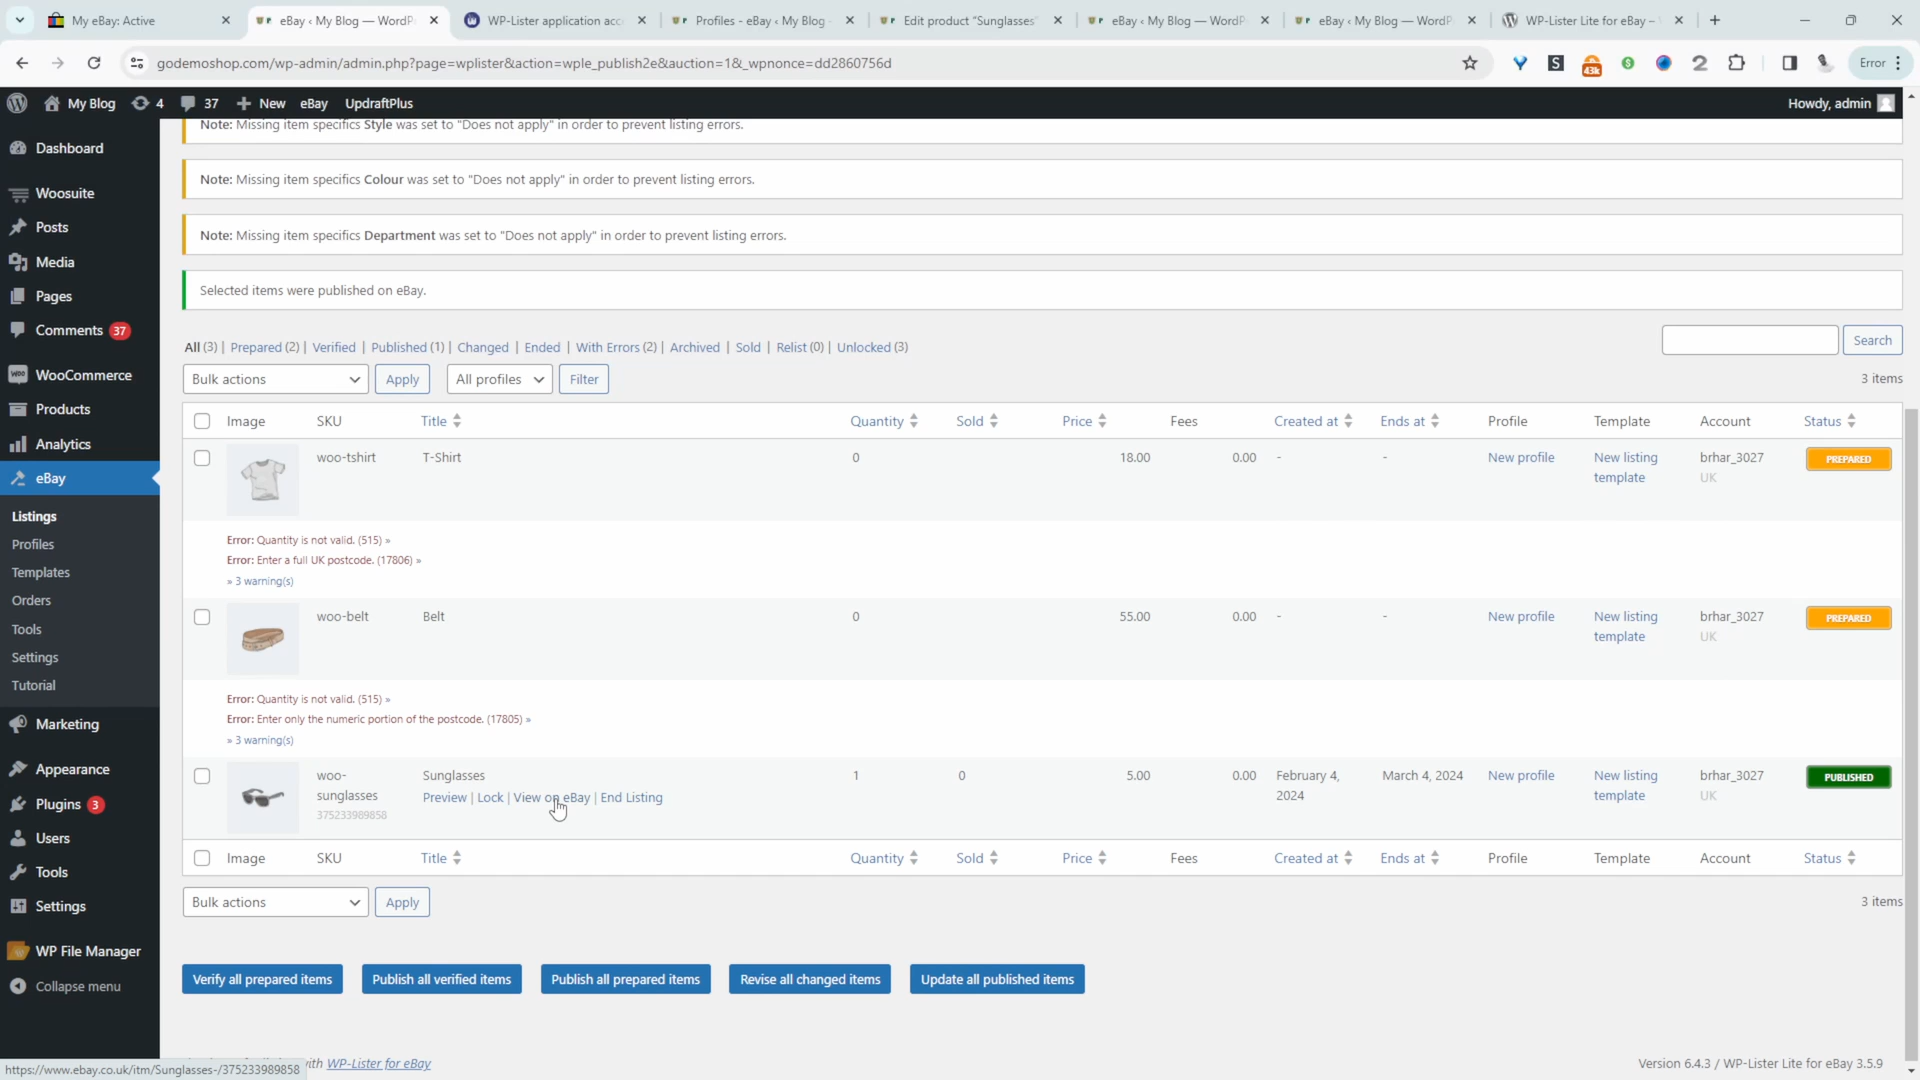 My eBay: Active
eBay ‹ My Blog — WordP
WP-Lister application acc
Profiles - eBay ‹ My Blog -
Edit product "Sunglasses"
eBay ‹ My Blog — WordP
eBay ‹ My Blog — WordP
WP-Lister Lite for eBay –
godemoshop.com/wp-admin/admin.php?page=wplister&action=wple_publish2e&auction=1&_wpnonce=dd2860756d
S
43k
Error
My Blog 4 37 New eBay UpdraftPlus
Howdy, admin
Dashboard
Woosuite
Posts
Media
Pages
Comments 37
WooCommerce
Products
Analytics
eBay
Listings
Profiles
Templates
Orders
Tools
Settings
Tutorial
Marketing
Appearance
Plugins 3
Users
Tools
Settings
WP File Manager
Collapse menu
Note: Missing item specifics Style was set to "Does not apply" in order to prevent listing errors.
Note: Missing item specifics Colour was set to "Does not apply" in order to prevent listing errors.
Note: Missing item specifics Department was set to "Does not apply" in order to prevent listing errors.
Selected items were published on eBay.
All (3) | Prepared (2) | Verified | Published (1) | Changed | Ended | With Errors (2) | Archived | Sold | Relist (0) | Unlocked (3)
Search
Bulk actions Apply All profiles Filter
3 items
Image SKU Title Quantity Sold Price Fees Created at Ends at Profile Template Account Status
woo-tshirt T-Shirt 0 18.00 0.00 - - New profile New listing template brhar_3027 UK PREPARED
Error: Quantity is not valid. (515) »
Error: Enter a full UK postcode. (17806) »
» 3 warning(s)
woo-belt Belt 0 55.00 0.00 - - New profile New listing template brhar_3027 UK PREPARED
Error: Quantity is not valid. (515) »
Error: Enter only the numeric portion of the postcode. (17805) »
» 3 warning(s)
woo-sunglasses 375233989858 Sunglasses 1 0 5.00 0.00 February 4, 2024 March 4, 2024 New profile New listing template brhar_3027 UK PUBLISHED
Preview | Lock | View on eBay | End Listing
Image SKU Title Quantity Sold Price Fees Created at Ends at Profile Template Account Status
Bulk actions Apply
3 items
Verify all prepared items
Publish all verified items
Publish all prepared items
Revise all changed items
Update all published items
with WP-Lister for eBay
Version 6.4.3 / WP-Lister Lite for eBay 3.5.9
https://www.ebay.co.uk/itm/Sunglasses-/375233989858